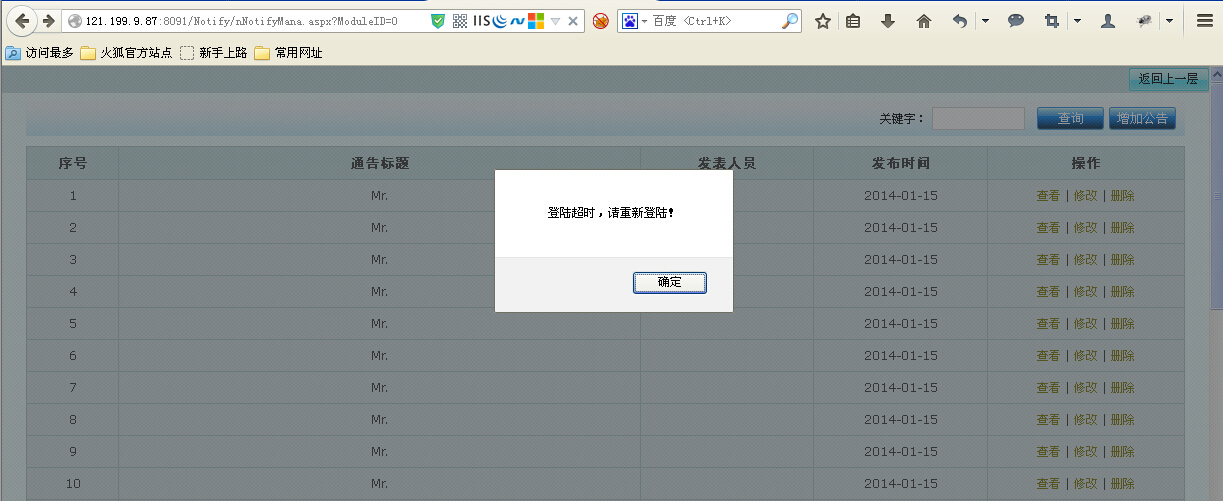 121.199.9.87:8091/Notify/nNotifyMana.aspx?ModuleID=0 IIS 百度 <Ctrl+K>
访问最多 火狐官方站点 新手上路 常用网址
返回上一层
关键字： 查询 增加公告
序号 通告标题 发表人员 发布时间 操作
1 Mr. 2014-01-15 查看 | 修改 | 删除
登陆超时，请重新登陆!
2 Mr. 2014-01-15 查看 | 修改 | 删除
3 Mr. 2014-01-15 查看 | 修改 | 删除
确定
4 Mr. 2014-01-15 查看 | 修改 | 删除
5 Mr. 2014-01-15 查看 | 修改 | 删除
6 Mr. 2014-01-15 查看 | 修改 | 删除
7 Mr. 2014-01-15 查看 | 修改 | 删除
8 Mr. 2014-01-15 查看 | 修改 | 删除
9 Mr. 2014-01-15 查看 | 修改 | 删除
10 Mr. 2014-01-15 查看 | 修改 | 删除